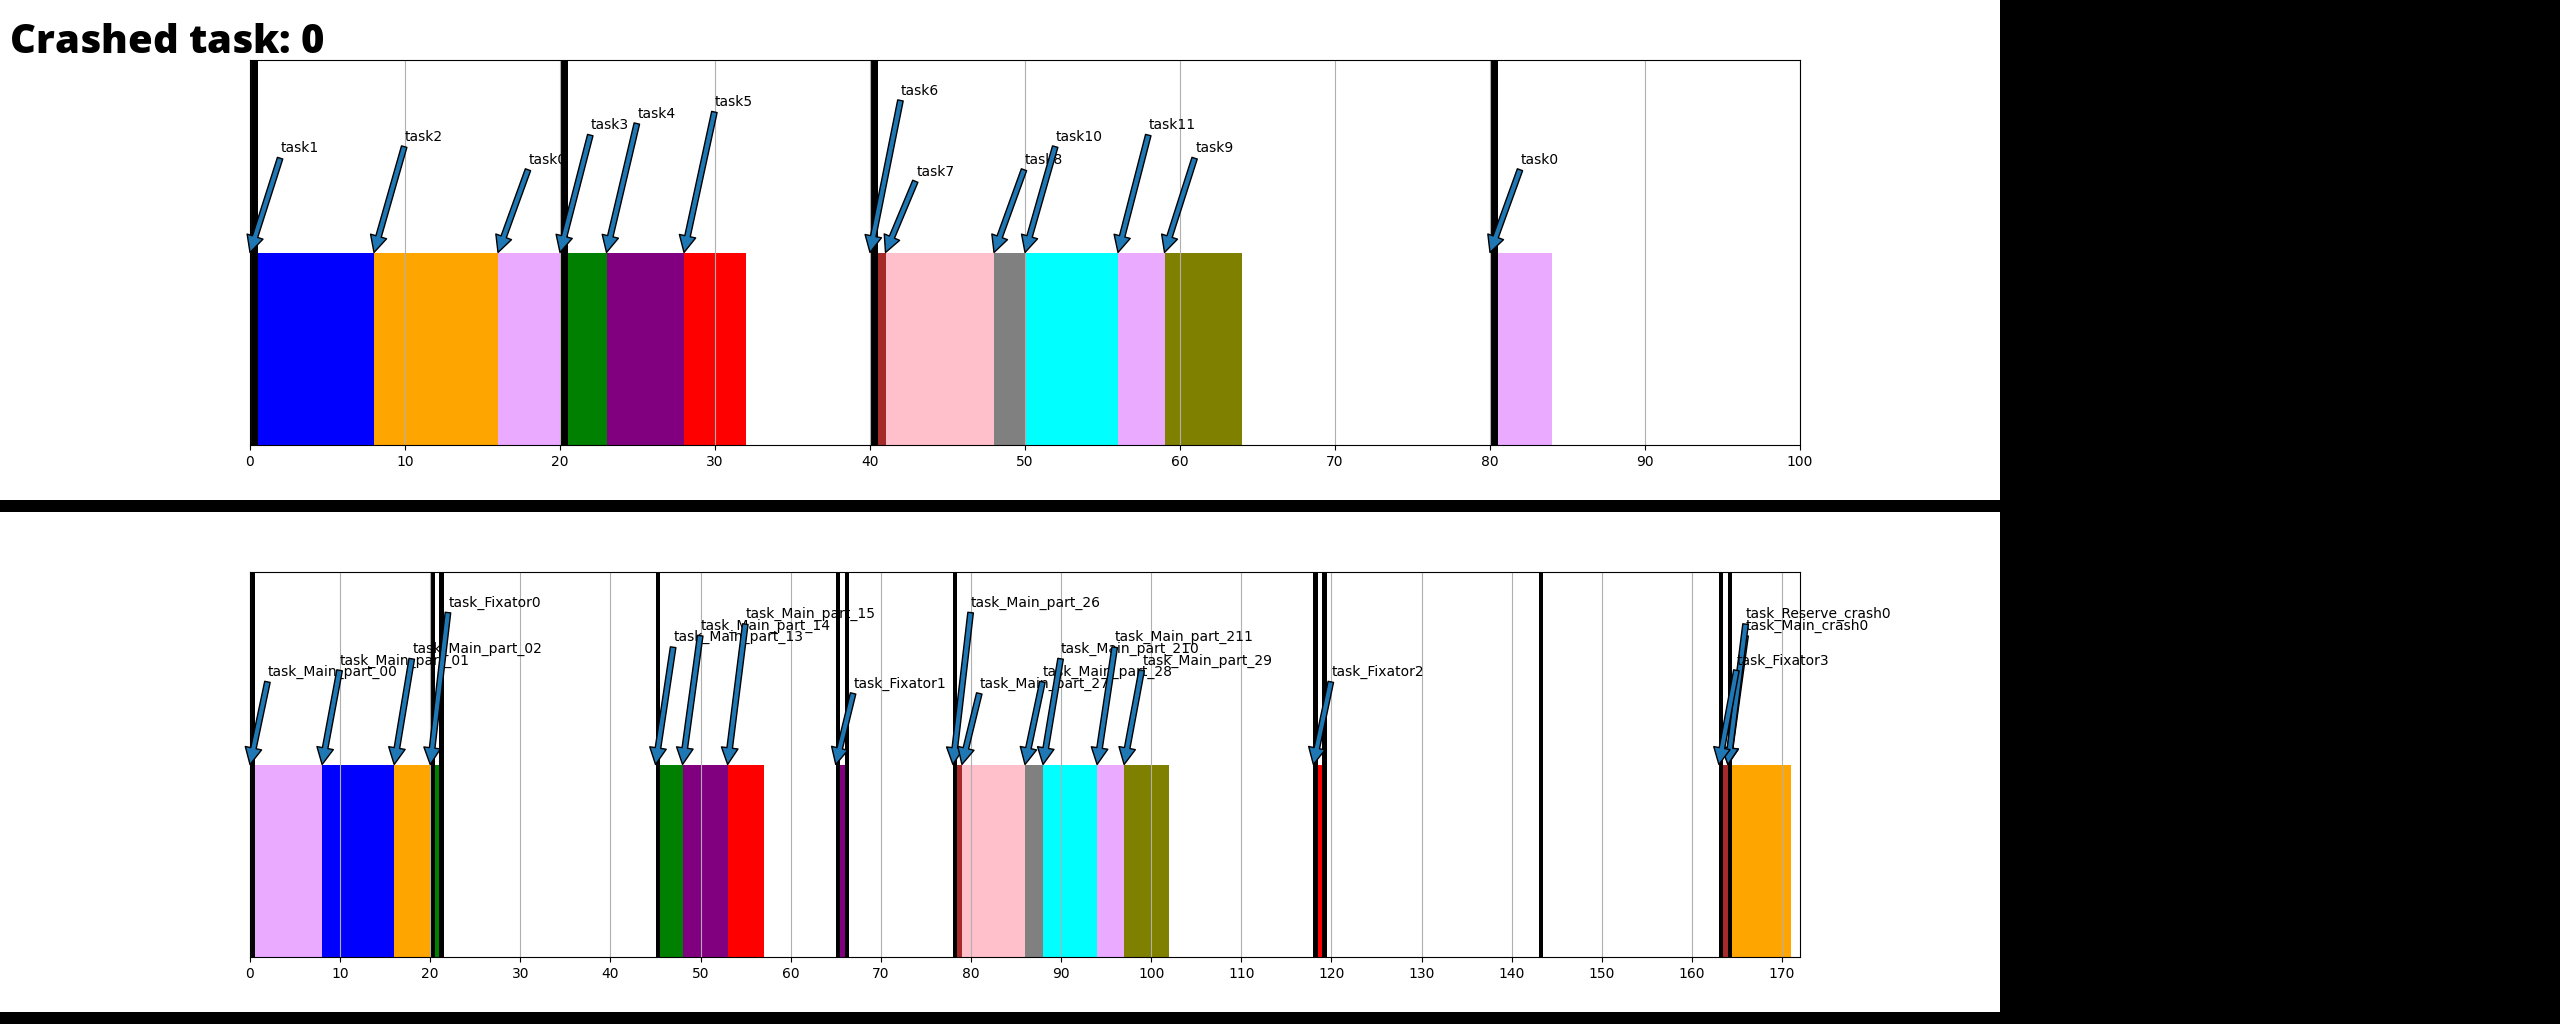 Crashed task: 0
task6
task5
task4
task3
task11
task2
task10
task1
task9
task0
task8
task0
task7
0 10 20 30 40 50 60 70 80 90 100
task_Fixator0
task_Main_part_26
task_Main_part_15
task_Reserve_crash0
task_Main_part_14
task_Main_crash0
task_Main_part_13
task_Main_part_211
task_Main_part_02
task_Main_part_210
task_Main_part_01
task_Main_part_29
task_Fixator3
task_Main_part_00
task_Main_part_28
task_Fixator2
task_Fixator1
task_Main_part_27
0 10 20 30 40 50 60 70 80 90 100 110 120 130 140 150 160 170